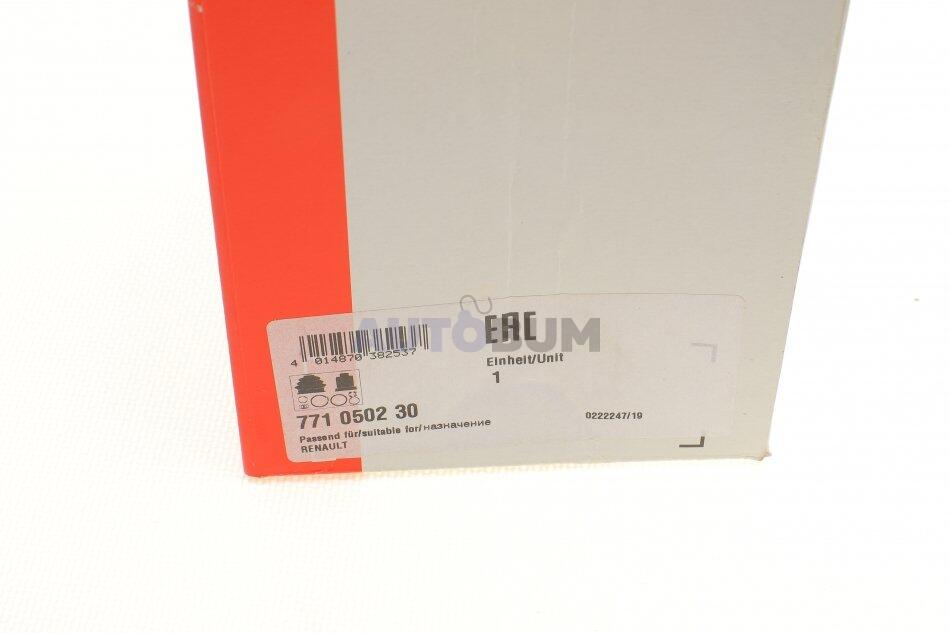 AUTOBUM
EAC
4 014870 382537
Einheit/Unit
1
771 0502 30
0222247/19
Passend für/suitable for/назначение
RENAULT